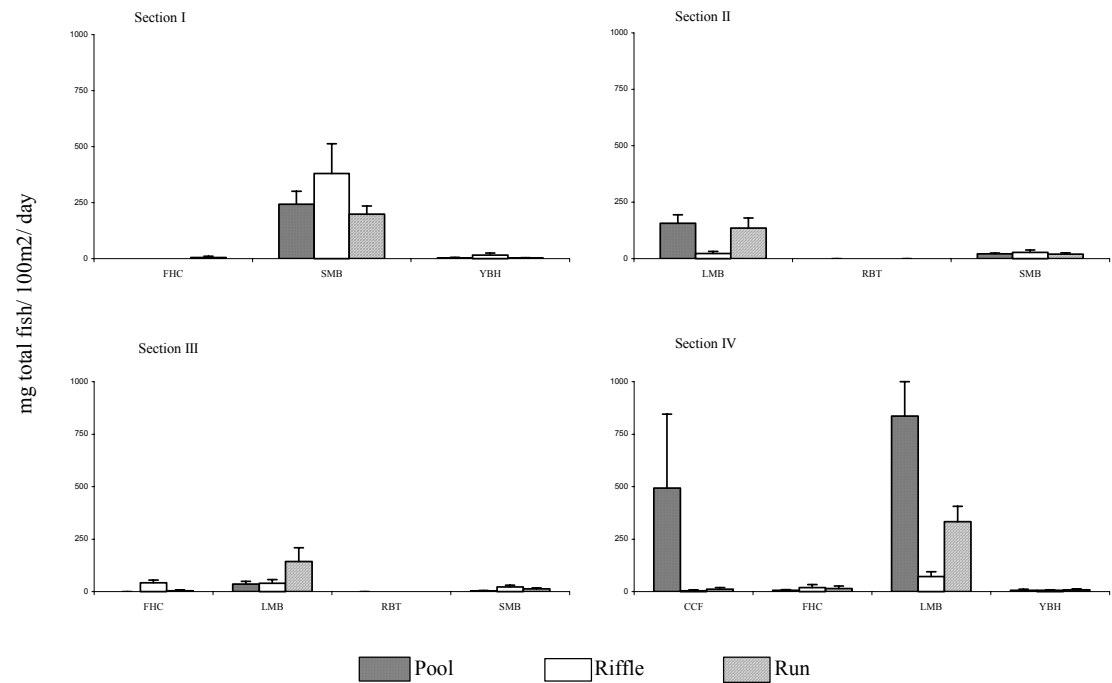 Section I
1000
750
500
250
0
FHC SMB YBH
Section II
1000
750
500
250
0
LMB RBT SMB
mg total fish/ 100m2/ day
Section III
1000
750
500
250
0
FHC LMB RBT SMB
Section IV
1000
750
500
250
0
CCF FHC LMB YBH
Pool Riffle Run